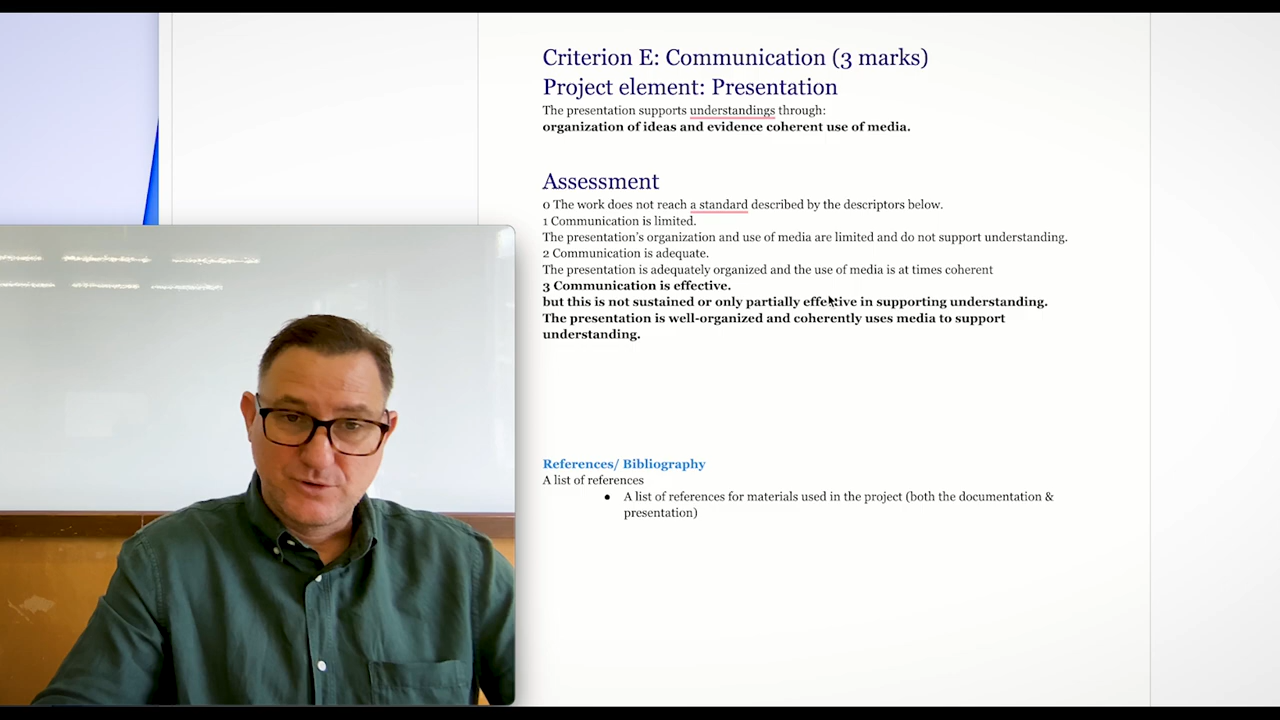 Criterion E: Communication (3 marks)
Project element: Presentation
The presentation supports understandings through:
organization of ideas and evidence coherent use of media.
Assessment
0 The work does not reach a standard described by the descriptors below.
1 Communication is limited.
The presentation's organization and use of media are limited and do not support understanding.
2 Communication is adequate.
The presentation is adequately organized and the use of media is at times coherent
3 Communication is effective.
but this is not sustained or only partially effective in supporting understanding.
The presentation is well-organized and coherently uses media to support
understanding.
References/ Bibliography
A list of references
● A list of references for materials used in the project (both the documentation &
presentation)